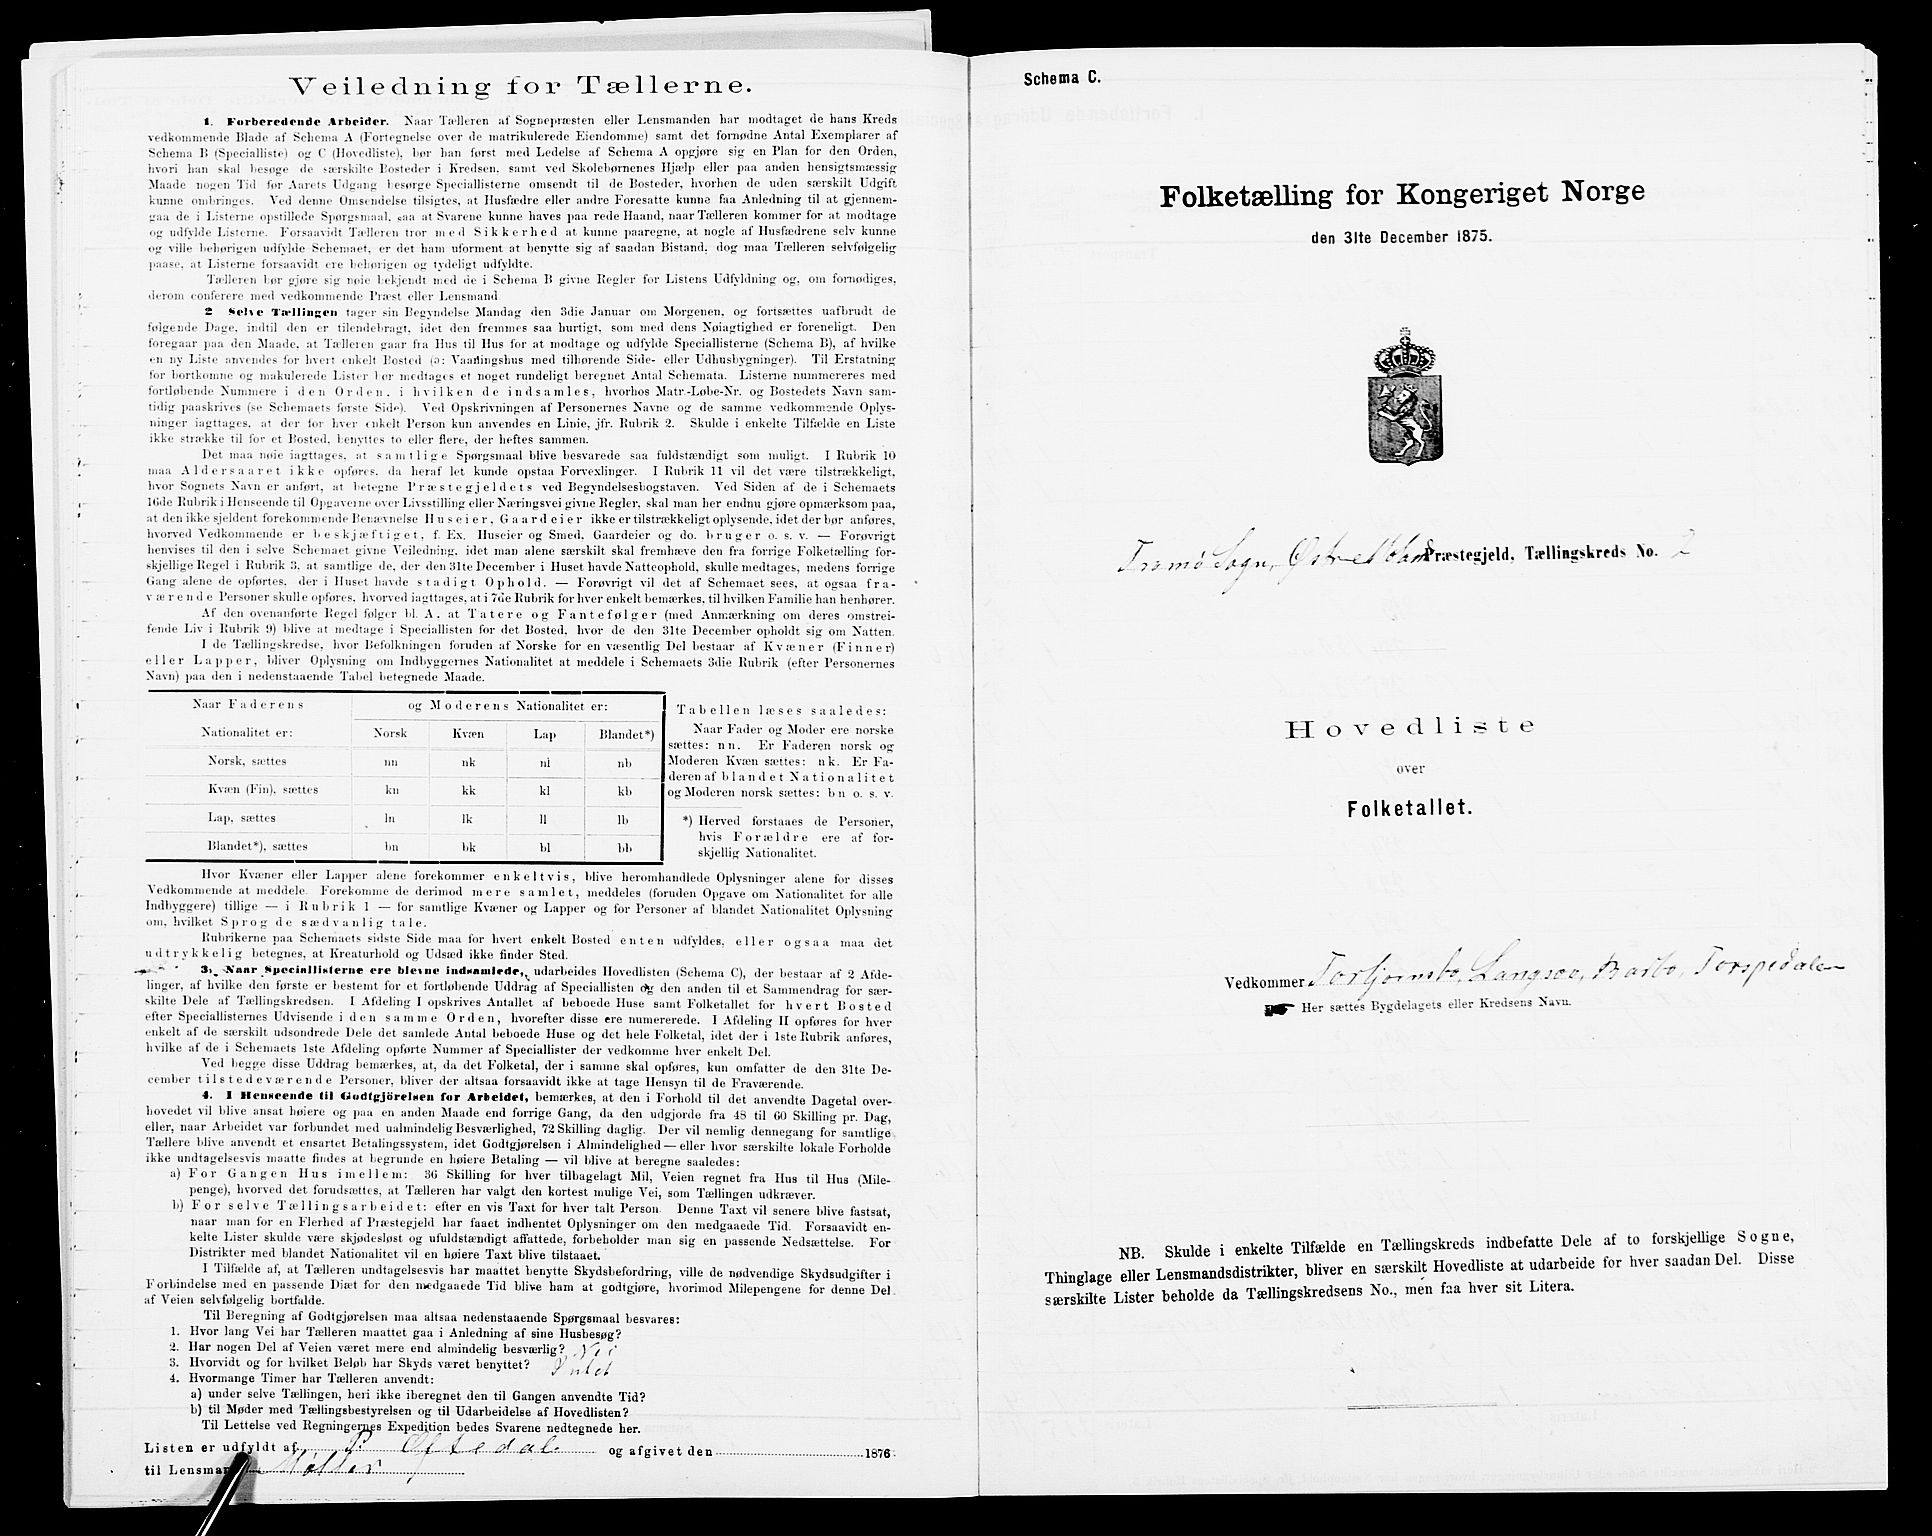 Veiledning for Tællerne.
1. Forberedende Arbeider. Naar Tælleren af Sognepræsten eller Lensmanden har modtaget de hans Kreds
vedkommende Blade af Schema A (Fortegnelse over de matrikulerede Eiendomme) samt det fornødne Antal Exemplarer af
Schema B (Specialliste) og C (Hovedliste), bør han først med Ledelse af Schema A opgjøre sig en Plan for den Orden,
hvori han skal besøge de særskilte Bosteder i Kredsen, samt ved Skolebørnenes Hjælp eller paa anden hensigtsmæssig
Maade nogen Tid før Aarets Udgang besørge Speciallisterne omsendt til de Bosteder, hvorhen de uden særskilt Udgift
kunne ombringes. Ved denne Omsendelse tilsigtes, at Husfædre eller andre Foresatte kunne faa Anledning til at gjennem-
gaa de i Listerne opstillede Spørgsmaal, saa at Svarene kunne haves paa rede Haand, naar Tælleren kommer for at modtage
og udfylde Listerne. Forsaavidt Tælleren tror med Sikkerhed at kunne paaregne, at nogle af Husfædrene selv kunne
og ville behørigen udfylde Schemaet, er det ham uforment at benytte sig af saadan Bistand, dog maa Tælleren selvfølgelig
paase, at Listerne forsaavidt ere behørigen og tydeligt udfyldte.
Tælleren bør gjøre sig nøie bekjendt med de i Schema B givne Regler for Listens Udfyldning og, om fornødiges,
derom conferere med vedkommende Præst eller Lensmand
2 Selve Tællingen tager sin Begyndelse Mandag den 3die Januar om Morgenen, og fortsættes uafbrudt de
følgende Dage, indtil den er tilendebragt, idet den fremmes saa hurtigt, som med dens Nøiagtighed er foreneligt. Den
foregaar paa den Maade, at Tælleren gaar fra Hus til Hus for at modtage og udfylde Speciallisterne (Schema B), af hvilke
en ny Liste anvendes for hvert enkelt Bosted (ɔ: Vaaningshus med tilhørende Side- eller Udhusbygninger). Til Erstatning
for bortkomne og makulerede Lister bør medtages et noget rundeligt beregnet Antal Schemata. Listerne nummereres med
fortløbende Nummere i den Orden, i hvilken de indsamles, hvorhos Matr.-Løbe-Nr. og Bostedets Navn sam-
tidig paaskrives (se Schemaets første Side). Ved Opskrivningen af Personernes Navne og de samme vedkommende Oplys-
ninger iagttages, at der for hver enkelt Person kun anvendes en Linie, jfr. Rubrik 2. Skulde i enkelte Tilfælde en Liste
ikke strække til for et Bosted, benyttes to eller flere, der heftes sammen.
Det maa nøie iagttages, at samtlige Spørgsmaal blive besvarede saa fuldstændigt som muligt. I Rubrik 10
maa Aldersaaret ikke opføres, da heraf let kunde opstaa Forvexlinger. I Rubrik 11 vil det være tilstrækkeligt,
hvor Sognets Navn er anført, at betegne Præstegjeldets ved Begyndelsesbogstaven. Ved Siden af de i Schemaets
16de Rubrik i Henseende til Opgaverne over Livsstilling eller Næringsvei givne Regler, skal man her endnu gjøre opmærksom paa,
at den ikke sjeldent forekommende Benævnelse Huseier, Gaardeier ikke er tilstrækkeligt oplysende, idet der bør anføres,
hvorved Vedkommende er beskjæftiget, f. Ex. Huseier og Smed, Gaardeier og do. bruger o. s. v. — Forøvrigt
henvises til den i selve Schemaet givne Veiledning, idet man alene særskilt skal fremhæve den fra forrige Folketælling for-
skjellige Regel i Rubrik 3, at samtlige de, der den 31te December i Huset havde Natteophold, skulle medtages, medens forrige
Gang alene de opførtes, der i Huset havde stadigt Ophold. — Forøvrigt vil det af Schemaet sees, at ogsaa fra-
værende Personer skulle opføres, hvorved iagttages, at i 7de Rubrik for hver enkelt bemærkes, til hvilken Familie han henhører.
Af den ovenanførte Regel følger bl. A. at Tatere og Fantefølger (med Anmærkning om deres omstrei-
fende Liv i Rubrik 9) blive at medtage i Speciallisten for det Bosted, hvor de den 31te December opholdt sig om Natten.
I de Tællingskredse, hvor Befolkningen foruden af Norske for en væsentlig Del bestaar af Kvæner (Finner)
eller Lapper, bliver Oplysning om Indbyggernes Nationalitet at meddele i Schemaets 3die Rubrik (efter Personernes
Navn) paa den i nedenstaaende Tabel betegnede Maade.
Naar Faderens og Moderens Nationalitet er:
Nationalitet er: Norsk Kvæn Lap Blandet*)
Norsk, sættes nn nk nl nb
Kvæn (Fin), sættes kn kk kl kb
Lap, sættes ln lk ll lb
Blandet*), sættes bn bk bl bb
Tabellen læses saaledes:
Naar Fader og Moder ere norske
sættes: nn. Er Faderen norsk og
Moderen Kvæn sættes: nk. Er Fa-
deren af blandet Nationalitet
og Moderen norsk sættes: bn o. s. v.
*) Herved forstaaes de Personer,
hvis Forældre ere af for-
skjellig Nationalitet.
Hvor Kvæner eller Lapper alene forekommer enkeltvis, blive heromhandlede Oplysninger alene for disses
Vedkommende at meddele. Forekomme de derimod mere samlet, meddeles (foruden Opgave om Nationalitet for alle
Indbyggere) tillige — i Rubrik 1 — for samtlige Kvæner og Lapper og for Personer af blandet Nationalitet Oplysning
om, hvilket Sprog de sædvanlig tale.
Rubrikerne paa Schemaets sidste Side maa for hvert enkelt Bosted enten udfyldes, eller ogsaa maa det
udtrykkelig betegnes, at Kreaturhold og Udsæd ikke finder Sted.
3. Naar Speciallisterne ere blevne indsamlede, udarbeides Hovedlisten (Schema C), der bestaar af 2 Afde-
linger, af hvilke den første er bestemt for et fortløbende Uddrag af Speciallisten og den anden til et Sammendrag for sær-
skilte Dele af Tællingskredsen. I Afdeling I opskrives Antallet af beboede Huse samt Folketallet for hvert Bosted
efter Speciallisternes Udvisende i den samme Orden, hvorefter disse ere numererede. I Afdeling II opføres for hver
enkelt af de særskilt udsondrede Dele det samlede Antal beboede Huse og det hele Folketal, idet der i 1ste Rubrik anføres,
hvilke af de i Schemaets 1ste Afdeling opførte Nummer af Speciallister der vedkomme hver enkelt Del.
Ved begge disse Uddrag bemærkes, at, da det Folketal, der i samme skal opføres, kun omfatter de den 31te De-
cember tilstedeværende Personer, bliver der altsaa forsaavidt ikke at tage Hensyn til de Fraværende.
4. I Henseende til Godtgjörelsen for Arbeidet, bemærkes, at den i Forhold til det anvendte Dagetal over-
hovedet vil blive ansat høiere og paa en anden Maade end forrige Gang, da den udgjorde fra 48 til 60 Skilling pr. Dag,
eller, naar Arbeidet var forbundet med ualmindelig Besværlighed, 72 Skilling daglig. Der vil nemlig dennegang for samtlige
Tællere blive anvendt et ensartet Betalingssystem, idet Godtgjørelsen i Almindelighed — eller hvor særskilte lokale Forholde
ikke undtagelsesvis maatte findes at begrunde en høiere Betaling — vil blive at beregne saaledes:
a) For Gangen Hus imellem: 36 Skilling for hver tilbagelagt Mil, Veien regnet fra Hus til Hus (Mile-
penge), hvorved det forudsættes, at Tælleren har valgt den kortest mulige Vei, som Tællingen udkræver.
b) For selve Tællingsarbeidet: efter en vis Taxt for hver talt Person. Denne Taxt vil senere blive fastsat,
naar man for en Flerhed af Præstegjeld har faaet indhentet Oplysninger om den medgaaede Tid. Forsaavidt en-
kelte Lister skulde være skjødesløst og ufuldstændigt affattede, forbeholder man sig en passende Nedsættelse. For
Distrikter med blandet Nationalitet vil en høiere Taxt blive tilstaaet.
I Tilfælde af, at Tælleren undtagelsesvis har maattet benytte Skydsbefordring, ville de nødvendige Skydsudgifter i
Forbindelse med en passende Diæt for den medgaaede Tid blive ham at godtgjøre, hvorimod Milepengene for denne Del
af Veien selvfølgelig bortfalde.
Til Beregning af Godtgjørelsen maa altsaa nedenstaaende Spørgsmaal besvares:
1. Hvor lang Vei har Tælleren maattet gaa i Anledning af sine Husbesøg?
2. Har nogen Del af Veien været mere end almindelig besværlig? Nei
3. Hvorvidt og for hvilket Beløb har Skyds været benyttet? Intet
4. Hvormange Timer har Tælleren anvendt:
a) under selve Tællingen, heri ikke iberegnet den til Gangen anvendte Tid?
b) til Møder med Tællingsbestyrelsen og til Udarbeidelse af Hovedlisten?
Til Lettelse ved Regningernes Expedition bedes Svarene nedtegnede her.
Listen er udfyldt af P. Oftedal og afgivet den 1876
til Lensman Møller
Schema C.
Folketælling for Kongeriget Norge
den 31te December 1875.
Tromø Sogn, Østre Præstegjeld, Tællingskreds No. 2
Hovedliste
over
Folketallet.
Vedkommer Torbjørnsbo, Langsæv, Barbo, Torspedalen
Her sættes Bygdelagets eller Kredsens Navn.
NB. Skulde i enkelte Tilfælde en Tællingskreds indbefatte Dele af to forskjellige Sogne,
Thinglage eller Lensmandsdistrikter, bliver en særskilt Hovedliste at udarbeide for hver saadan Del. Disse
særskilte Lister beholde da Tællingskredsens No., men faa hver sit Litera.